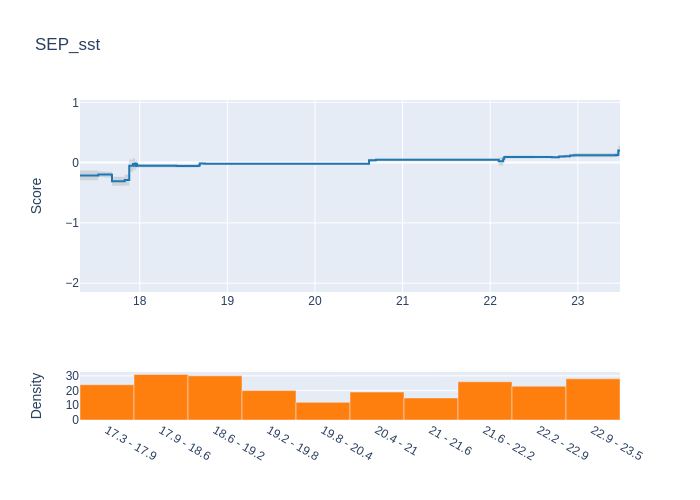 SEP_sst
Score
1
0
−1
−2
18
19
20
21
22
23
Density
30
20
10
0
17.3 - 17.9
17.9 - 18.6
18.6 - 19.2
19.2 - 19.8
19.8 - 20.4
20.4 - 21
21 - 21.6
21.6 - 22.2
22.2 - 22.9
22.9 - 23.5